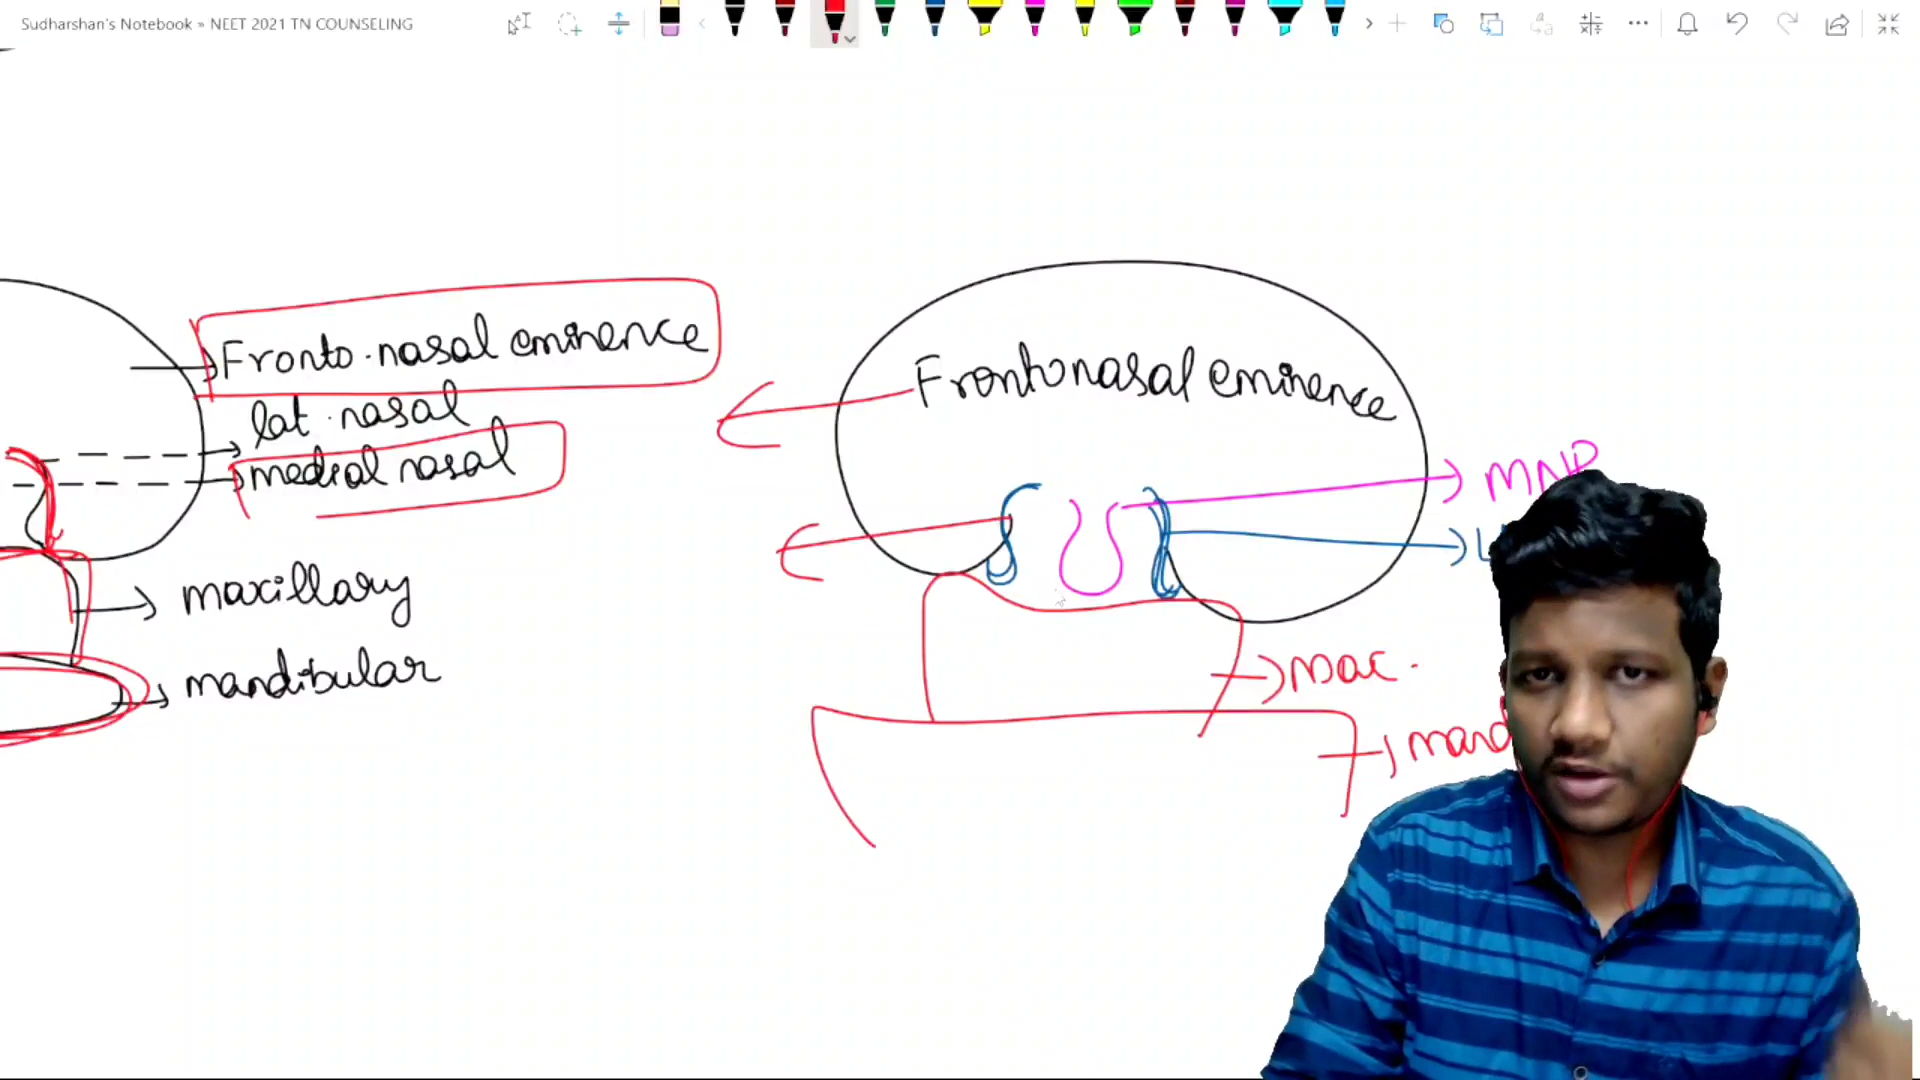 Sudharshan's Notebook » NEET 2021 TN COUNSELING
Fronto-nasal eminence
lat. nasal
medial nasal
maxillary
mandibular
Frontonasal eminence
MNP
L
mac.
mand